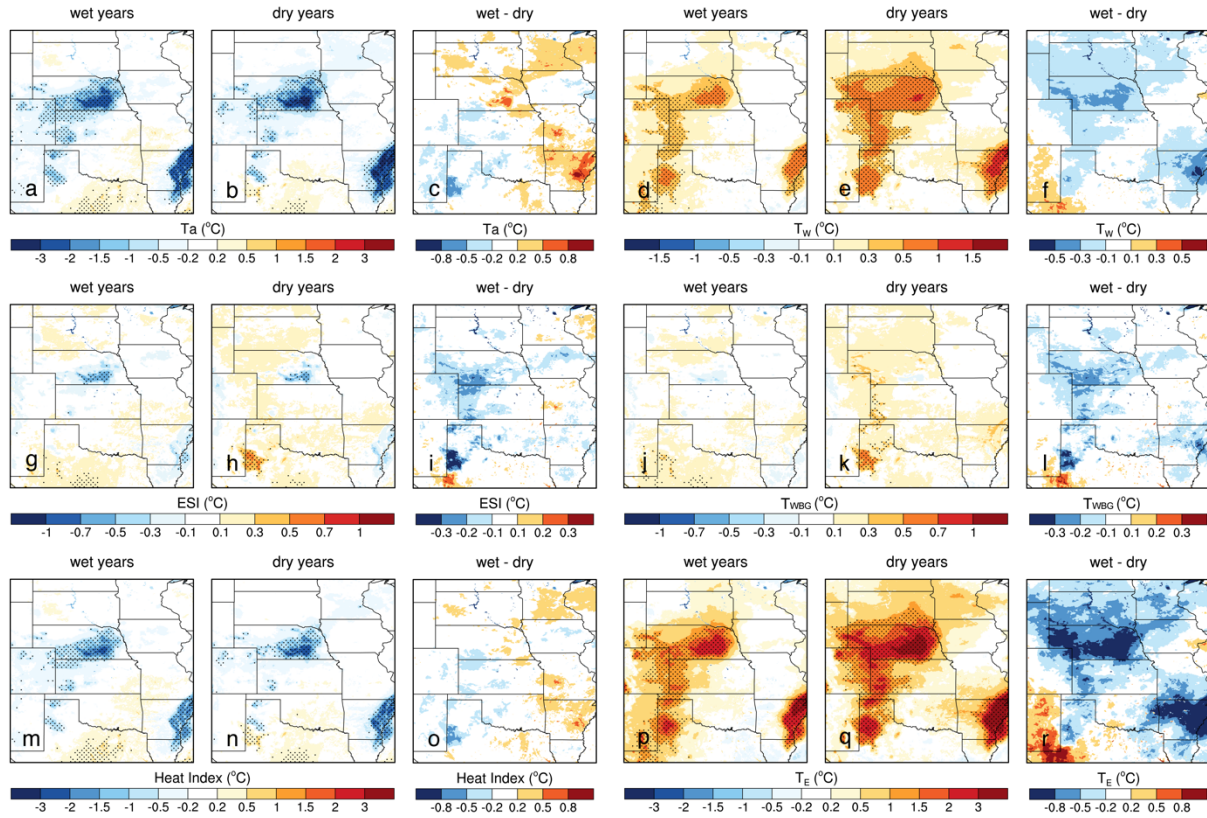 wet years dry years wet - dry wet years dry years wet - dry
a b c d e f
Ta (°C) Ta (°C) T_W (°C) T_W (°C)
-3 -2 -1.5 -1 -0.5 -0.2 0.2 0.5 1 1.5 2 3 -0.8 -0.5 -0.2 0.2 0.5 0.8 -1.5 -1 -0.5 -0.3 -0.1 0.1 0.3 0.5 1 1.5 -0.5 -0.3 -0.1 0.1 0.3 0.5
wet years dry years wet - dry wet years dry years wet - dry
g h i j k l
ESI (°C) ESI (°C) T_WBG (°C) T_WBG (°C)
-1 -0.7 -0.5 -0.3 -0.1 0.1 0.3 0.5 0.7 1 -0.3 -0.2 -0.1 0.1 0.2 0.3 -1 -0.7 -0.5 -0.3 -0.1 0.1 0.3 0.5 0.7 1 -0.3 -0.2 -0.1 0.1 0.2 0.3
wet years dry years wet - dry wet years dry years wet - dry
m n o p q r
Heat Index (°C) Heat Index (°C) T_E (°C) T_E (°C)
-3 -2 -1.5 -1 -0.5 -0.2 0.2 0.5 1 1.5 2 3 -0.8 -0.5 -0.2 0.2 0.5 0.8 -3 -2 -1.5 -1 -0.5 -0.2 0.2 0.5 1 1.5 2 3 -0.8 -0.5 -0.2 0.2 0.5 0.8